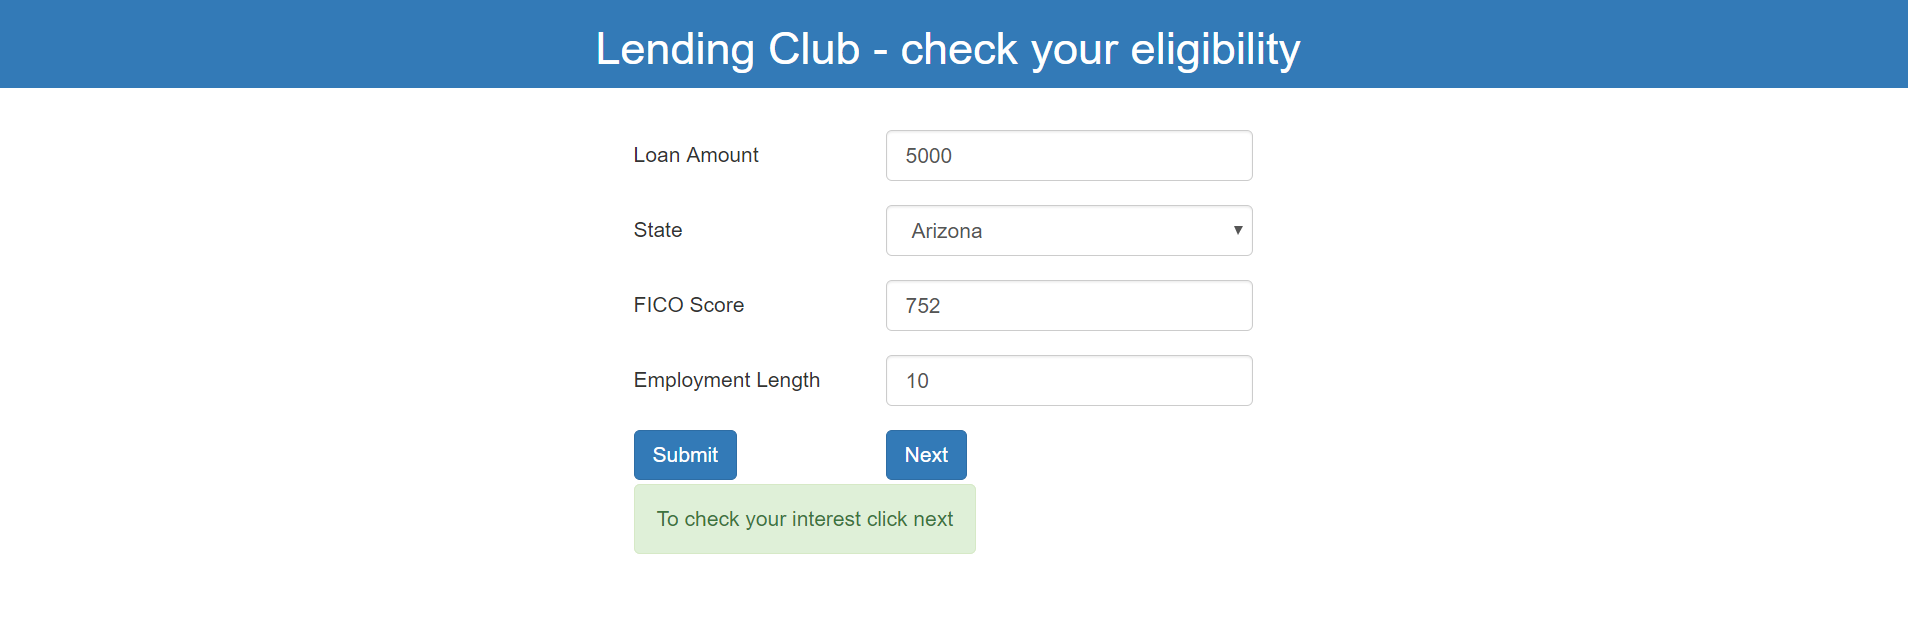 Lending Club - check your eligibility
Loan Amount 5000
State Arizona
FICO Score 752
Employment Length 10
Submit Next
To check your interest click next